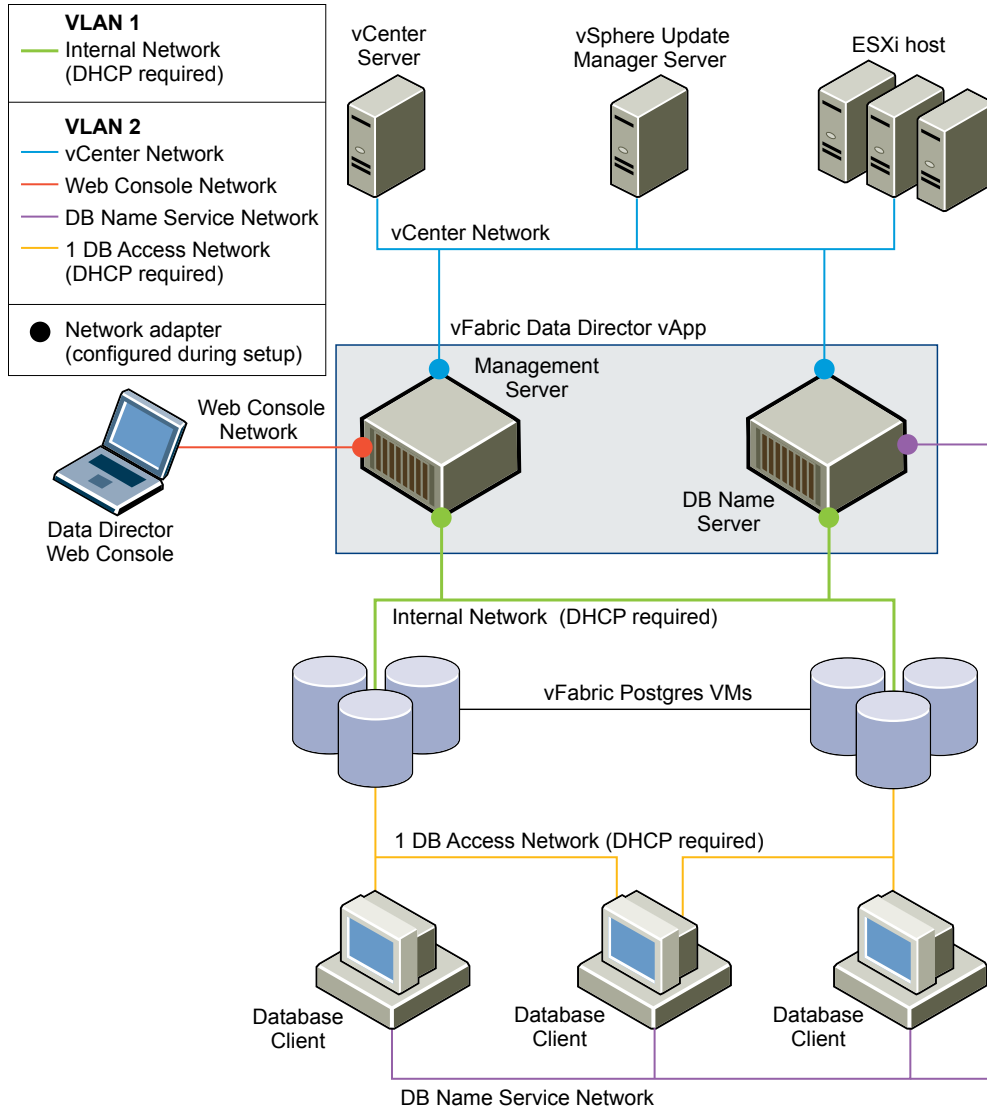 VLAN 1
Internal Network
(DHCP required)
VLAN 2
vCenter Network
Web Console Network
DB Name Service Network
1 DB Access Network
(DHCP required)
Network adapter
(configured during setup)
vCenter
Server
vSphere Update
Manager Server
ESXi host
vCenter Network
vFabric Data Director vApp
Management
Server
Web Console
Network
DB Name
Server
Data Director
Web Console
Internal Network (DHCP required)
vFabric Postgres VMs
1 DB Access Network (DHCP required)
Database
Client
Database
Client
Database
Client
DB Name Service Network